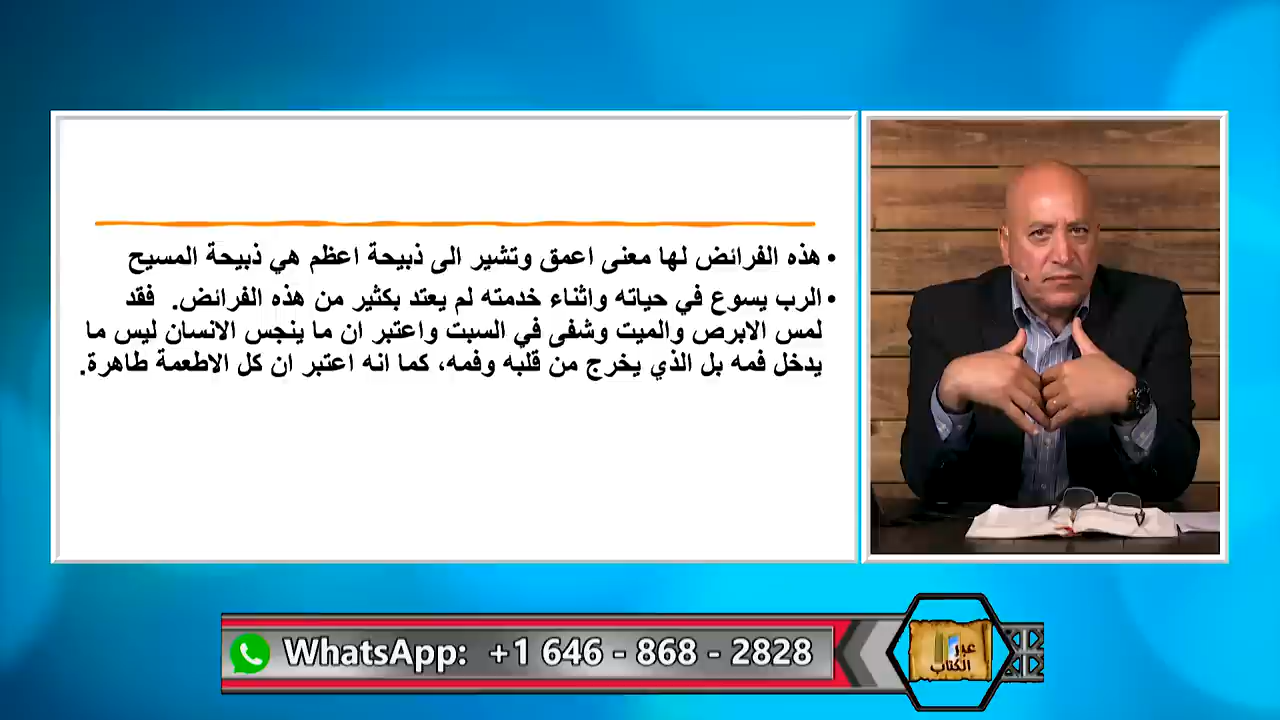 • هذه الفرائض لها معنى اعمق وتشير الى ذبيحة اعظم هي ذبيحة المسيح
• الرب يسوع في حياته واثناء خدمته لم يعتد بكثير من هذه الفرائض. فقد
لمس الابرص والميت وشفى في السبت واعتبر ان ما ينجس الانسان ليس ما
يدخل فمه بل الذي يخرج من قلبه وفمه، كما انه اعتبر ان كل الاطعمة طاهرة.
WhatsApp: +1 646 - 868 - 2828
عبر
الكتاب